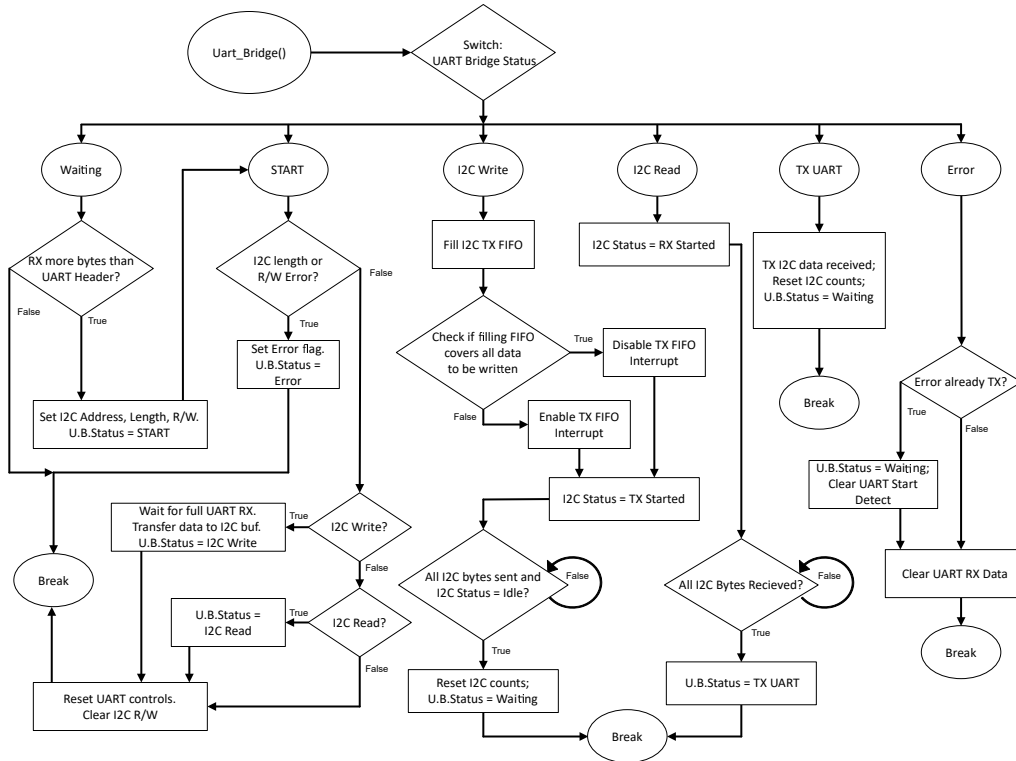 Uart_Bridge()
Switch:
UART Bridge Status
Waiting
START
I2C Write
I2C Read
TX UART
Error
RX more bytes than
UART Header?
False
True
Set I2C Address, Length, R/W.
U.B.Status = START
I2C length or
R/W Error?
False
True
Set Error flag.
U.B.Status =
Error
I2C Write?
True
False
Wait for full UART RX.
Transfer data to I2C buf.
U.B.Status = I2C Write
I2C Read?
True
False
U.B.Status =
I2C Read
Reset UART controls.
Clear I2C R/W
Break
Fill I2C TX FIFO
Check if filling FIFO
covers all data
to be written
True
False
Disable TX FIFO
Interrupt
Enable TX FIFO
Interrupt
I2C Status = TX Started
All I2C bytes sent and
I2C Status = Idle?
False
True
Reset I2C counts;
U.B.Status = Waiting
I2C Status = RX Started
All I2C Bytes Recieved?
False
True
U.B.Status = TX UART
Break
TX I2C data received;
Reset I2C counts;
U.B.Status = Waiting
Break
Error already TX?
True
False
U.B.Status = Waiting;
Clear UART Start
Detect
Clear UART RX Data
Break